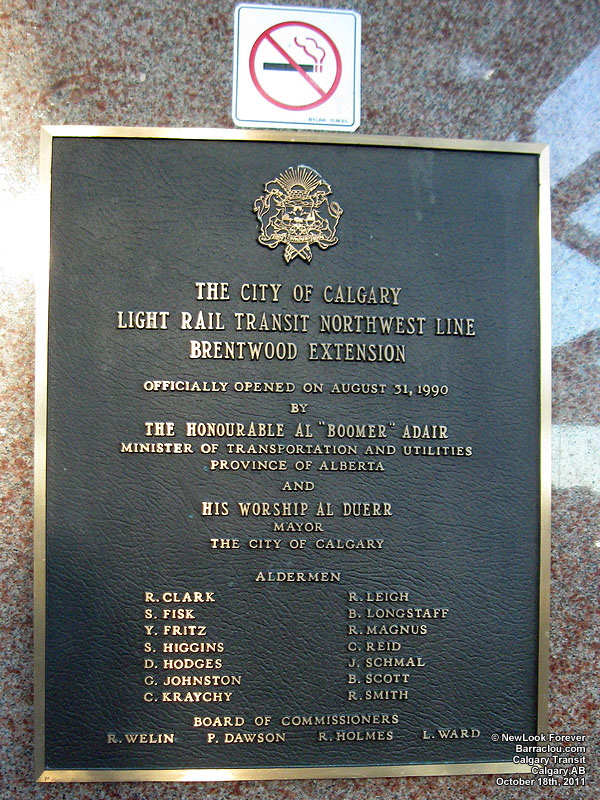 THE CITY OF CALGARY
LIGHT RAIL TRANSIT NORTHWEST LINE
BRENTWOOD EXTENSION
OFFICIALLY OPENED ON AUGUST 31, 1990
BY
THE HONOURABLE AL "BOOMER" ADAIR
MINISTER OF TRANSPORTATION AND UTILITIES
PROVINCE OF ALBERTA
AND
HIS WORSHIP AL DUERR
MAYOR
THE CITY OF CALGARY
ALDERMEN
R. CLARK
S. FISK
Y. FRITZ
S. HIGGINS
D. HODGES
G. JOHNSTON
C. KRAYCHY
R. LEIGH
B. LONGSTAFF
R. MAGNUS
C. REID
J. SCHMAL
B. SCOTT
R. SMITH
BOARD OF COMMISSIONERS
R. WELIN P. DAWSON R. HOLMES L. WARD
© NewLook Forever
Barraclou.com
Calgary Transit
Calgary,AB
October 18th, 2011